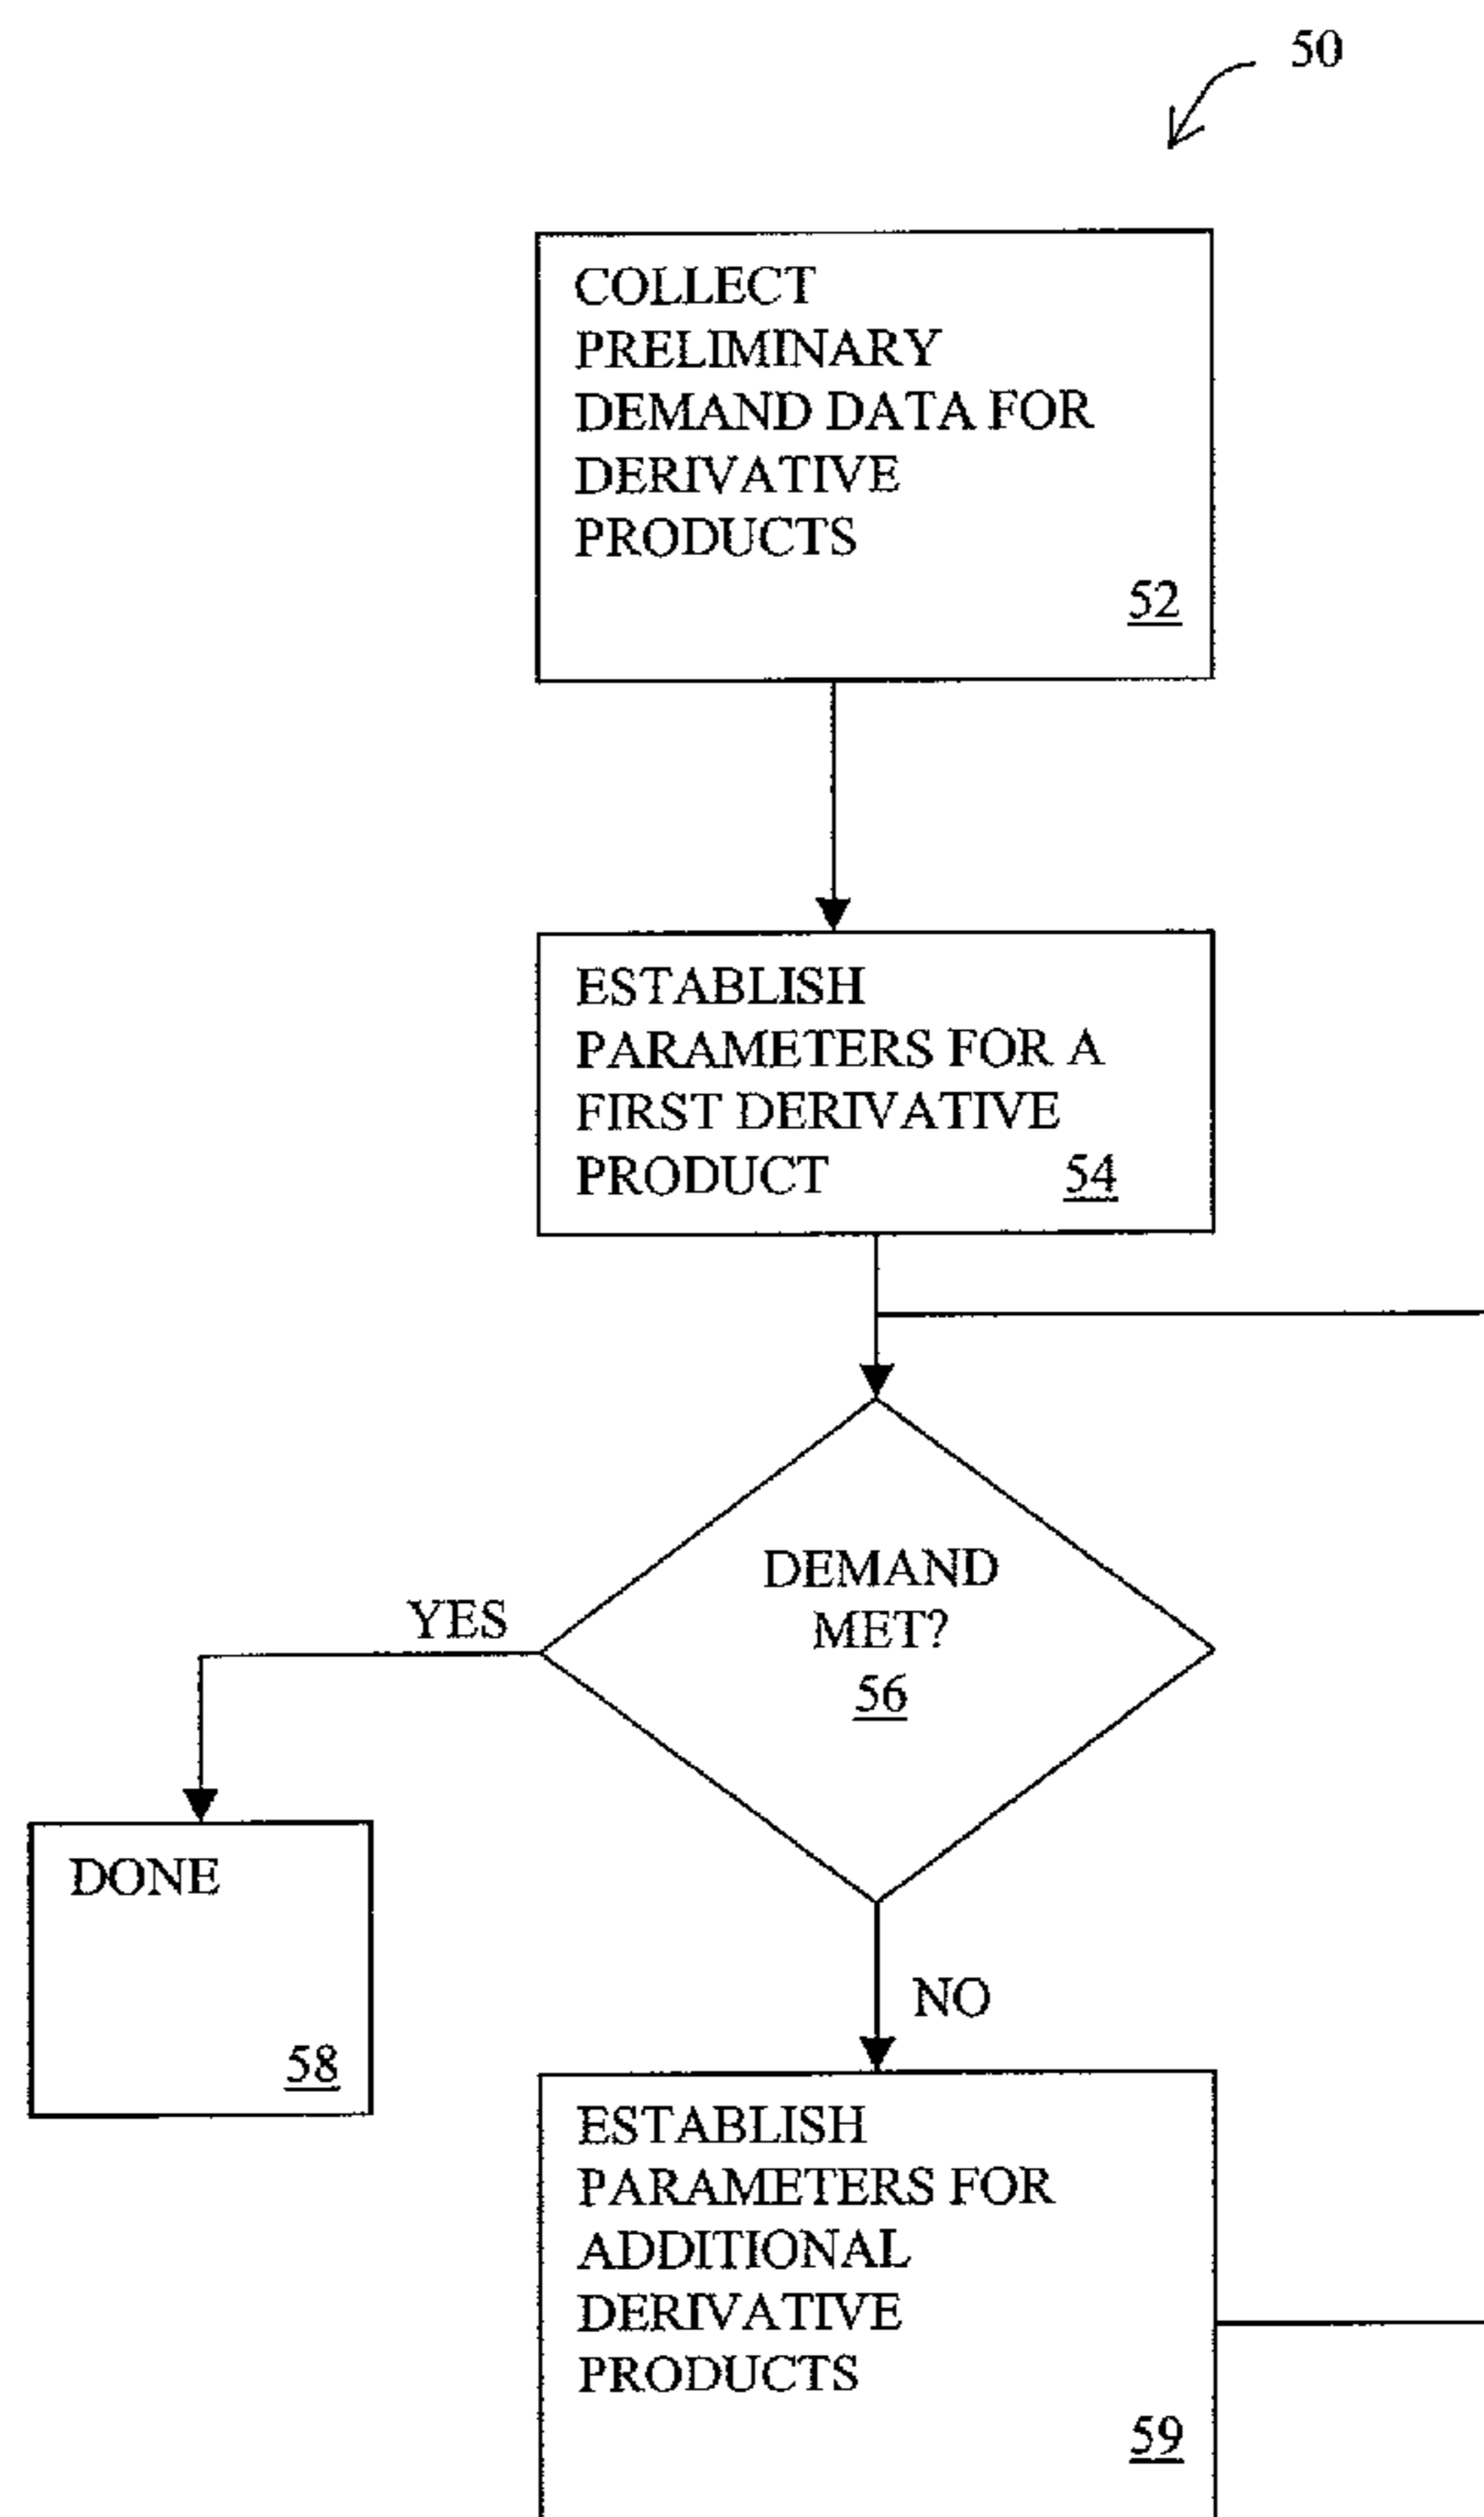 50
COLLECT
PRELIMINARY
DEMAND DATA FOR
DERIVATIVE
PRODUCTS
52
ESTABLISH
PARAMETERS FOR A
FIRST DERIVATIVE
PRODUCT 54
DEMAND
MET?
56
YES
DONE
58
NO
ESTABLISH
PARAMETERS FOR
ADDITIONAL
DERIVATIVE
PRODUCTS
59